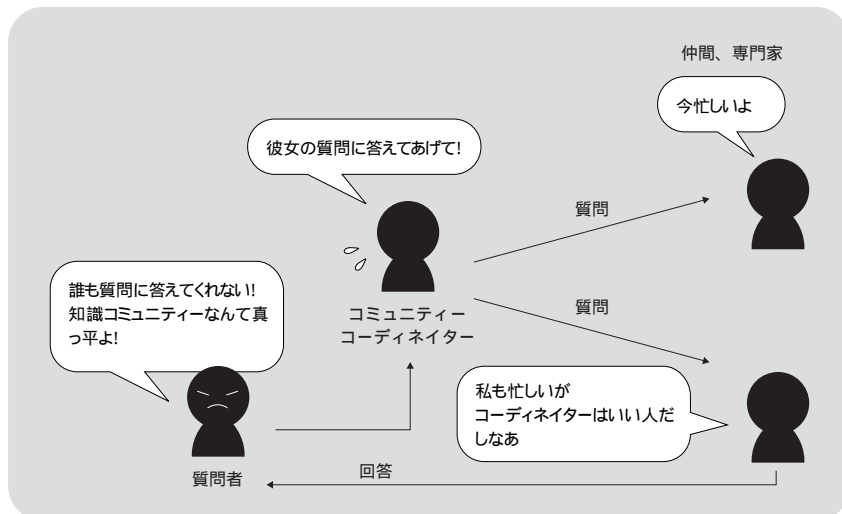 仲間、専門家
今忙しいよ
彼女の質問に答えてあげて!
質問
誰も質問に答えてくれない!
知識コミュニティーなんて真
っ平よ!
コミュニティー
コーディネイター
質問
私も忙しいが
コーディネイターはいい人だ
しなあ
質問者
回答